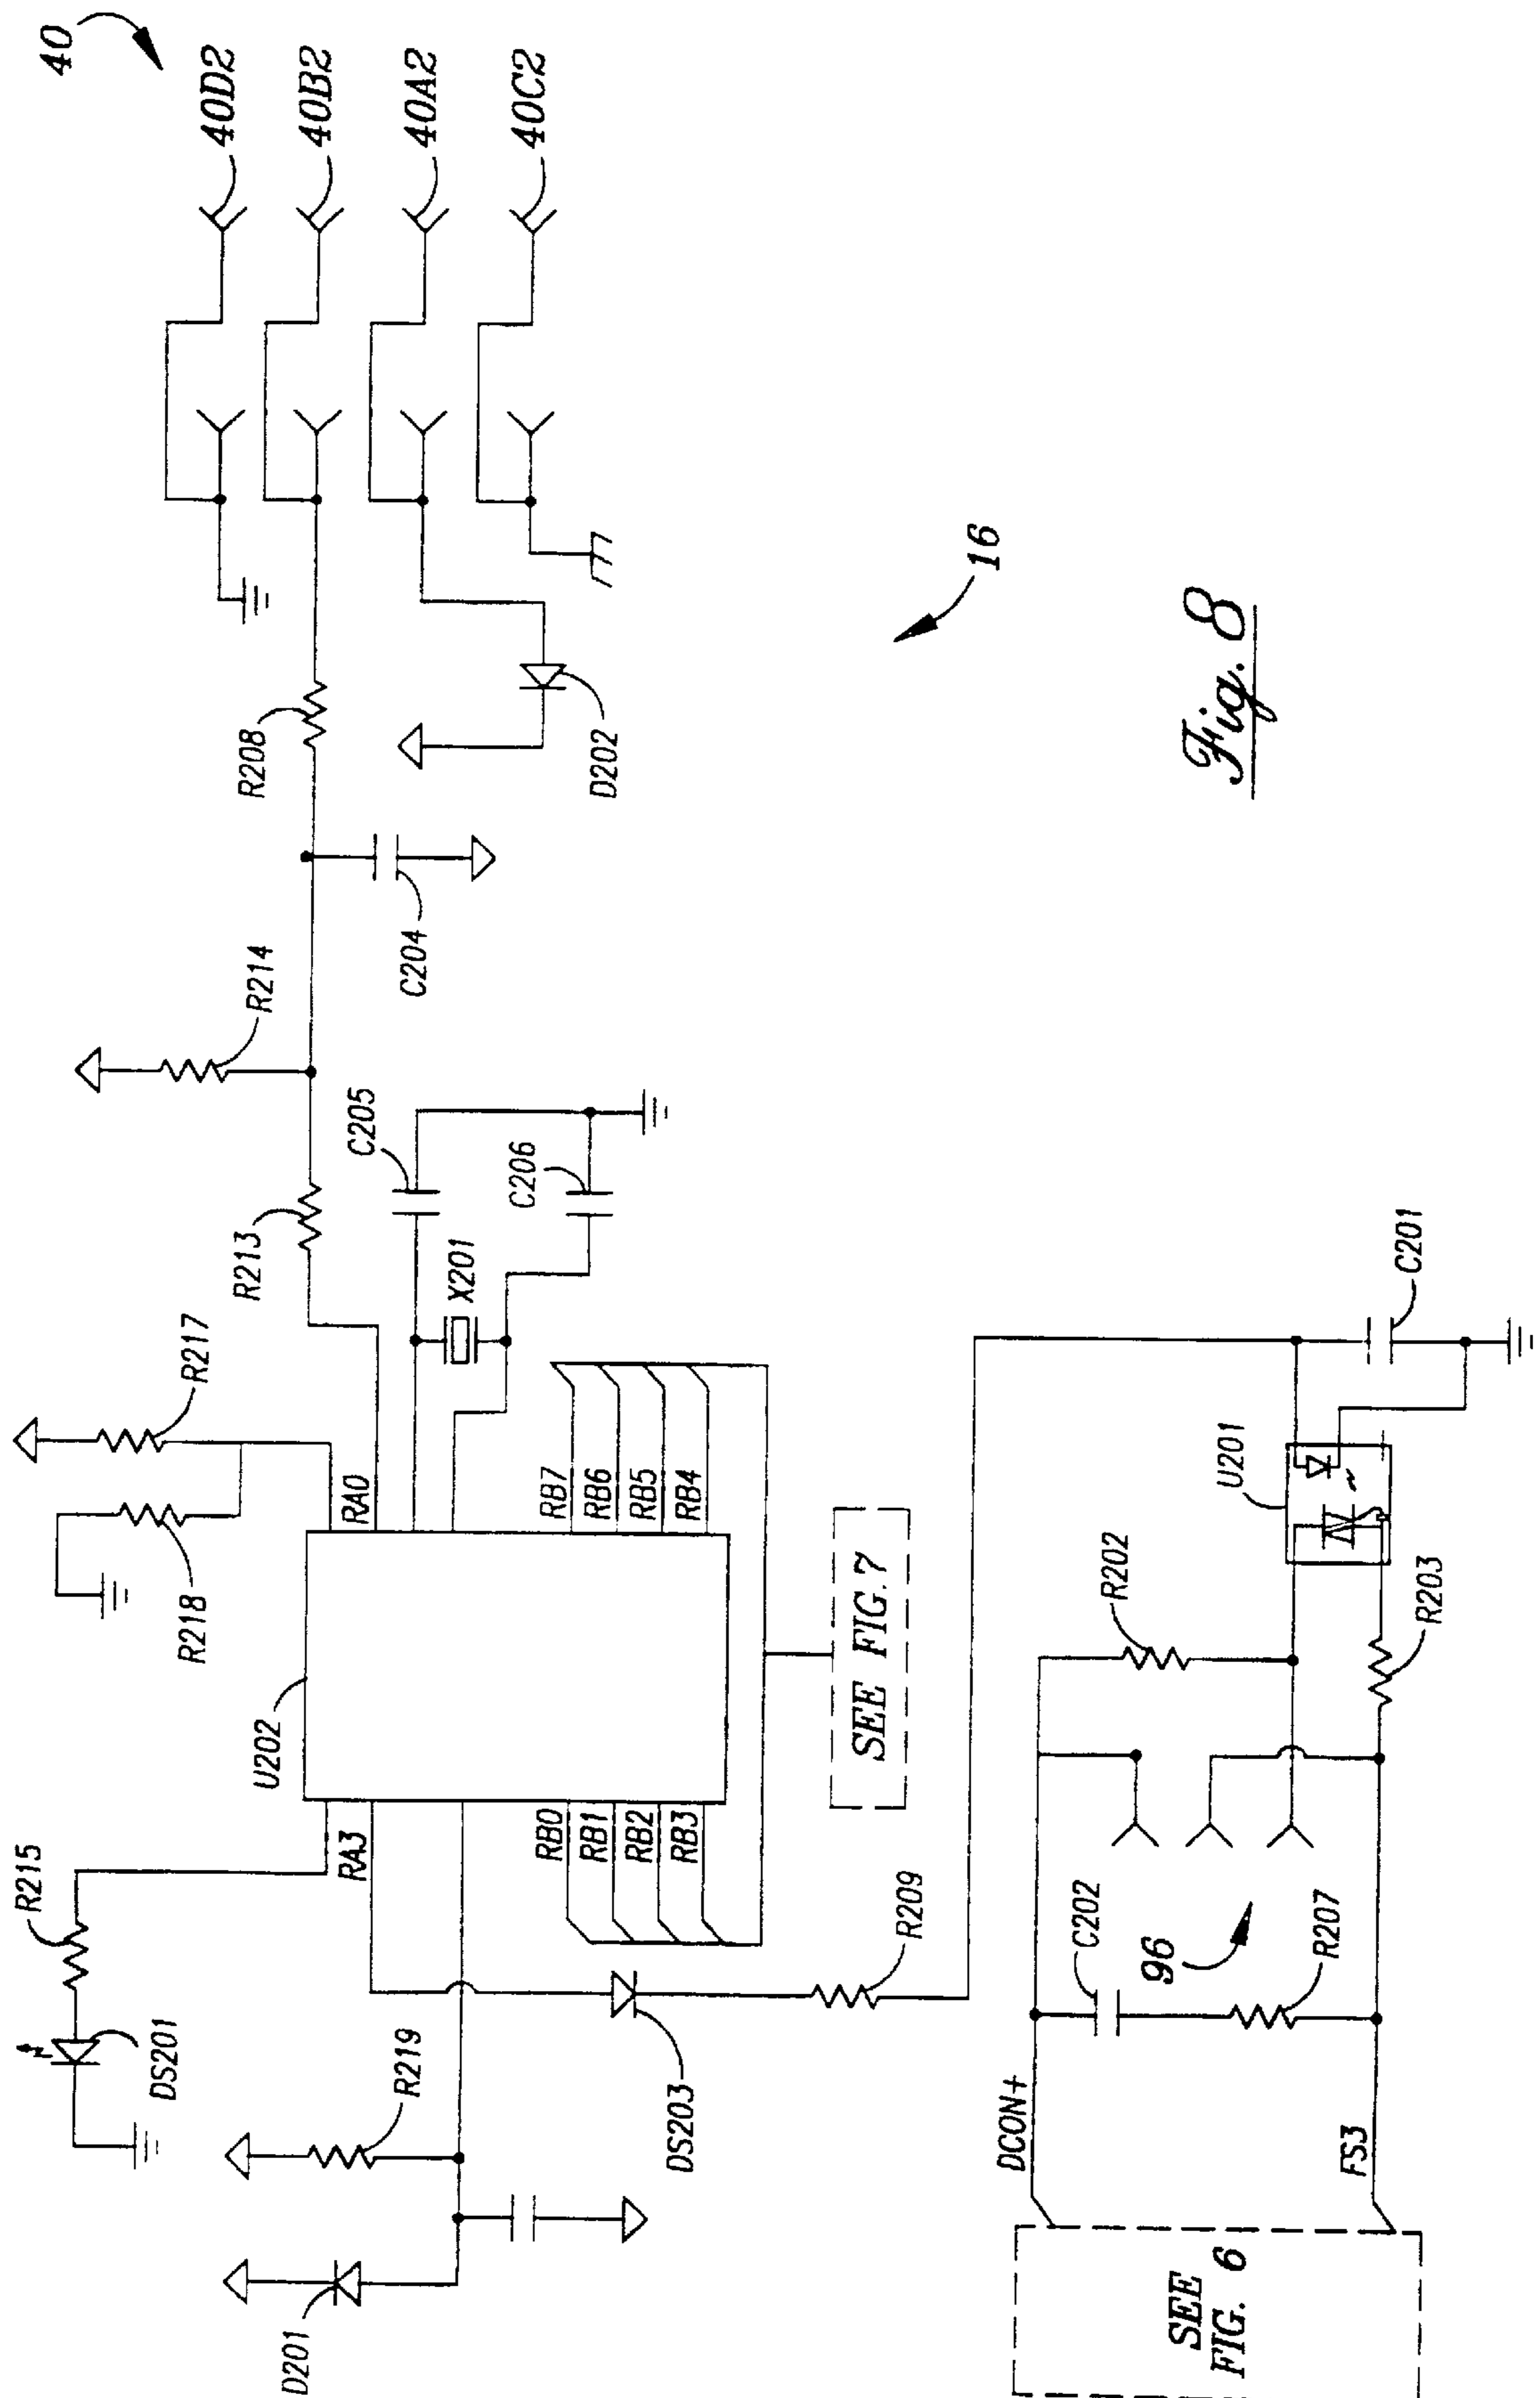 40
40D2
40B2
40A2
40C2
R208
D202
C204
R214
R213
C205
C206
X201
R217
R218
RA0
U202
RB7
RB6
RB5
RB4
RA3
RB0
RB1
RB2
RB3
R215
DS201
R219
D201
DS203
R209
SEE FIG.7
16
Fig. 8
C201
U201
R202
R203
C202
96
R207
DCON+
FS3
SEE
FIG. 6